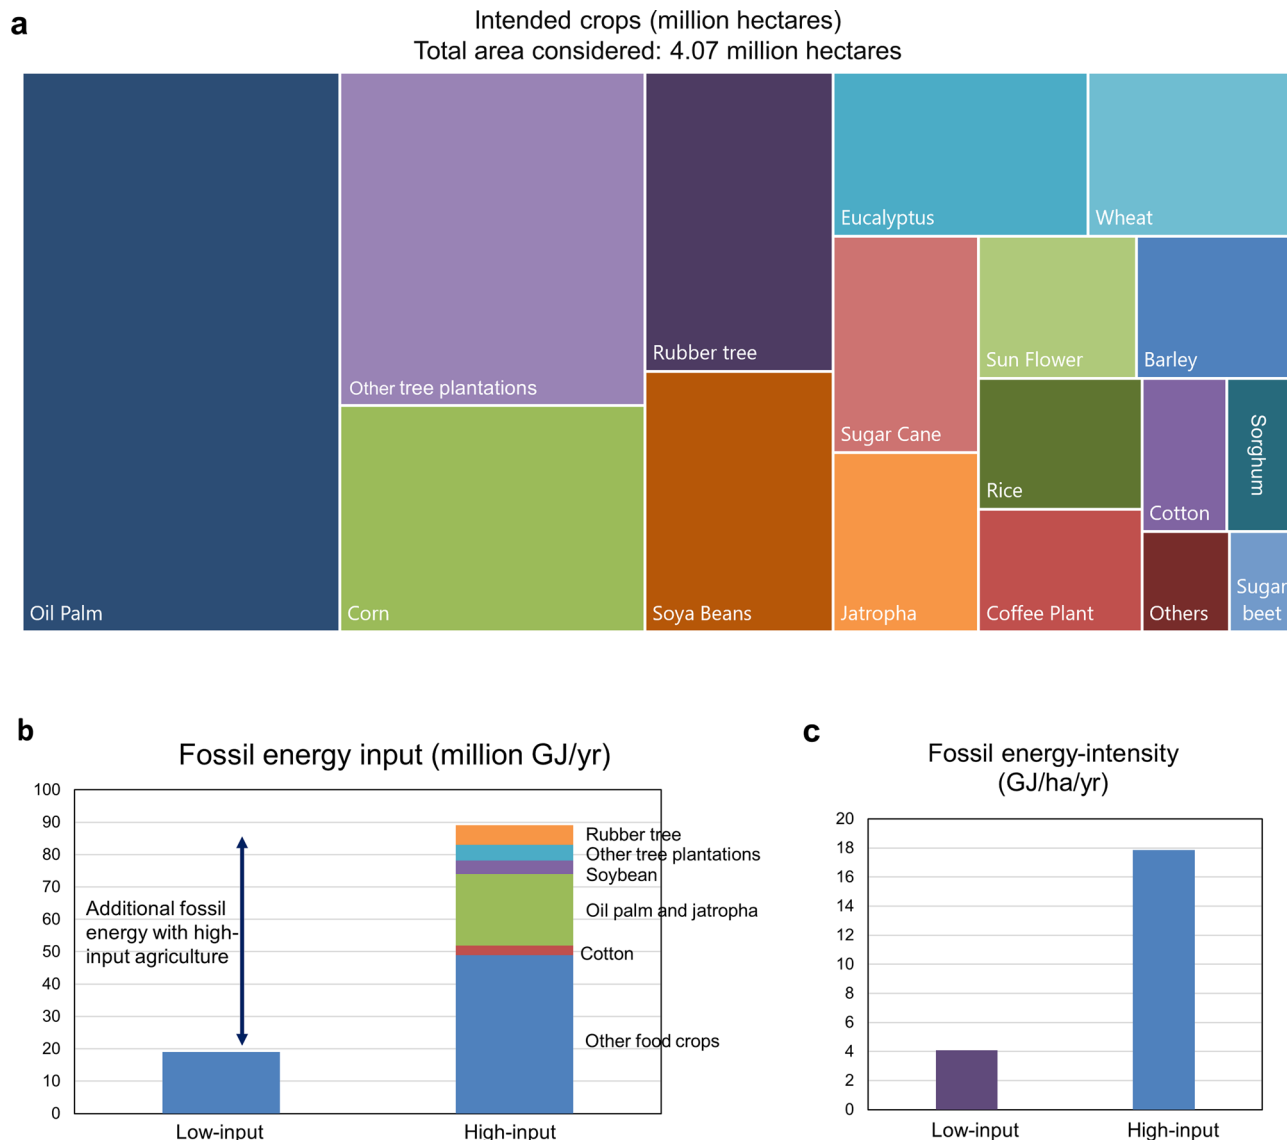 a
Intended crops (million hectares)
Total area considered: 4.07 million hectares
Eucalyptus
Wheat
Rubber tree
Sun Flower
Barley
Other tree plantations
Sugar Cane
Sorghum
Rice
Cotton
Oil Palm
Corn
Soya Beans
Jatropha
Coffee Plant
Others
Sugar
beet
b
Fossil energy input (million GJ/yr)
100
90
80
70
60
50
40
30
20
10
0
Additional fossil
energy with high-
input agriculture
Rubber tree
Other tree plantations
Soybean
Oil palm and jatropha
Cotton
Other food crops
Low-input
High-input
c
Fossil energy-intensity
(GJ/ha/yr)
20
18
16
14
12
10
8
6
4
2
0
Low-input
High-input